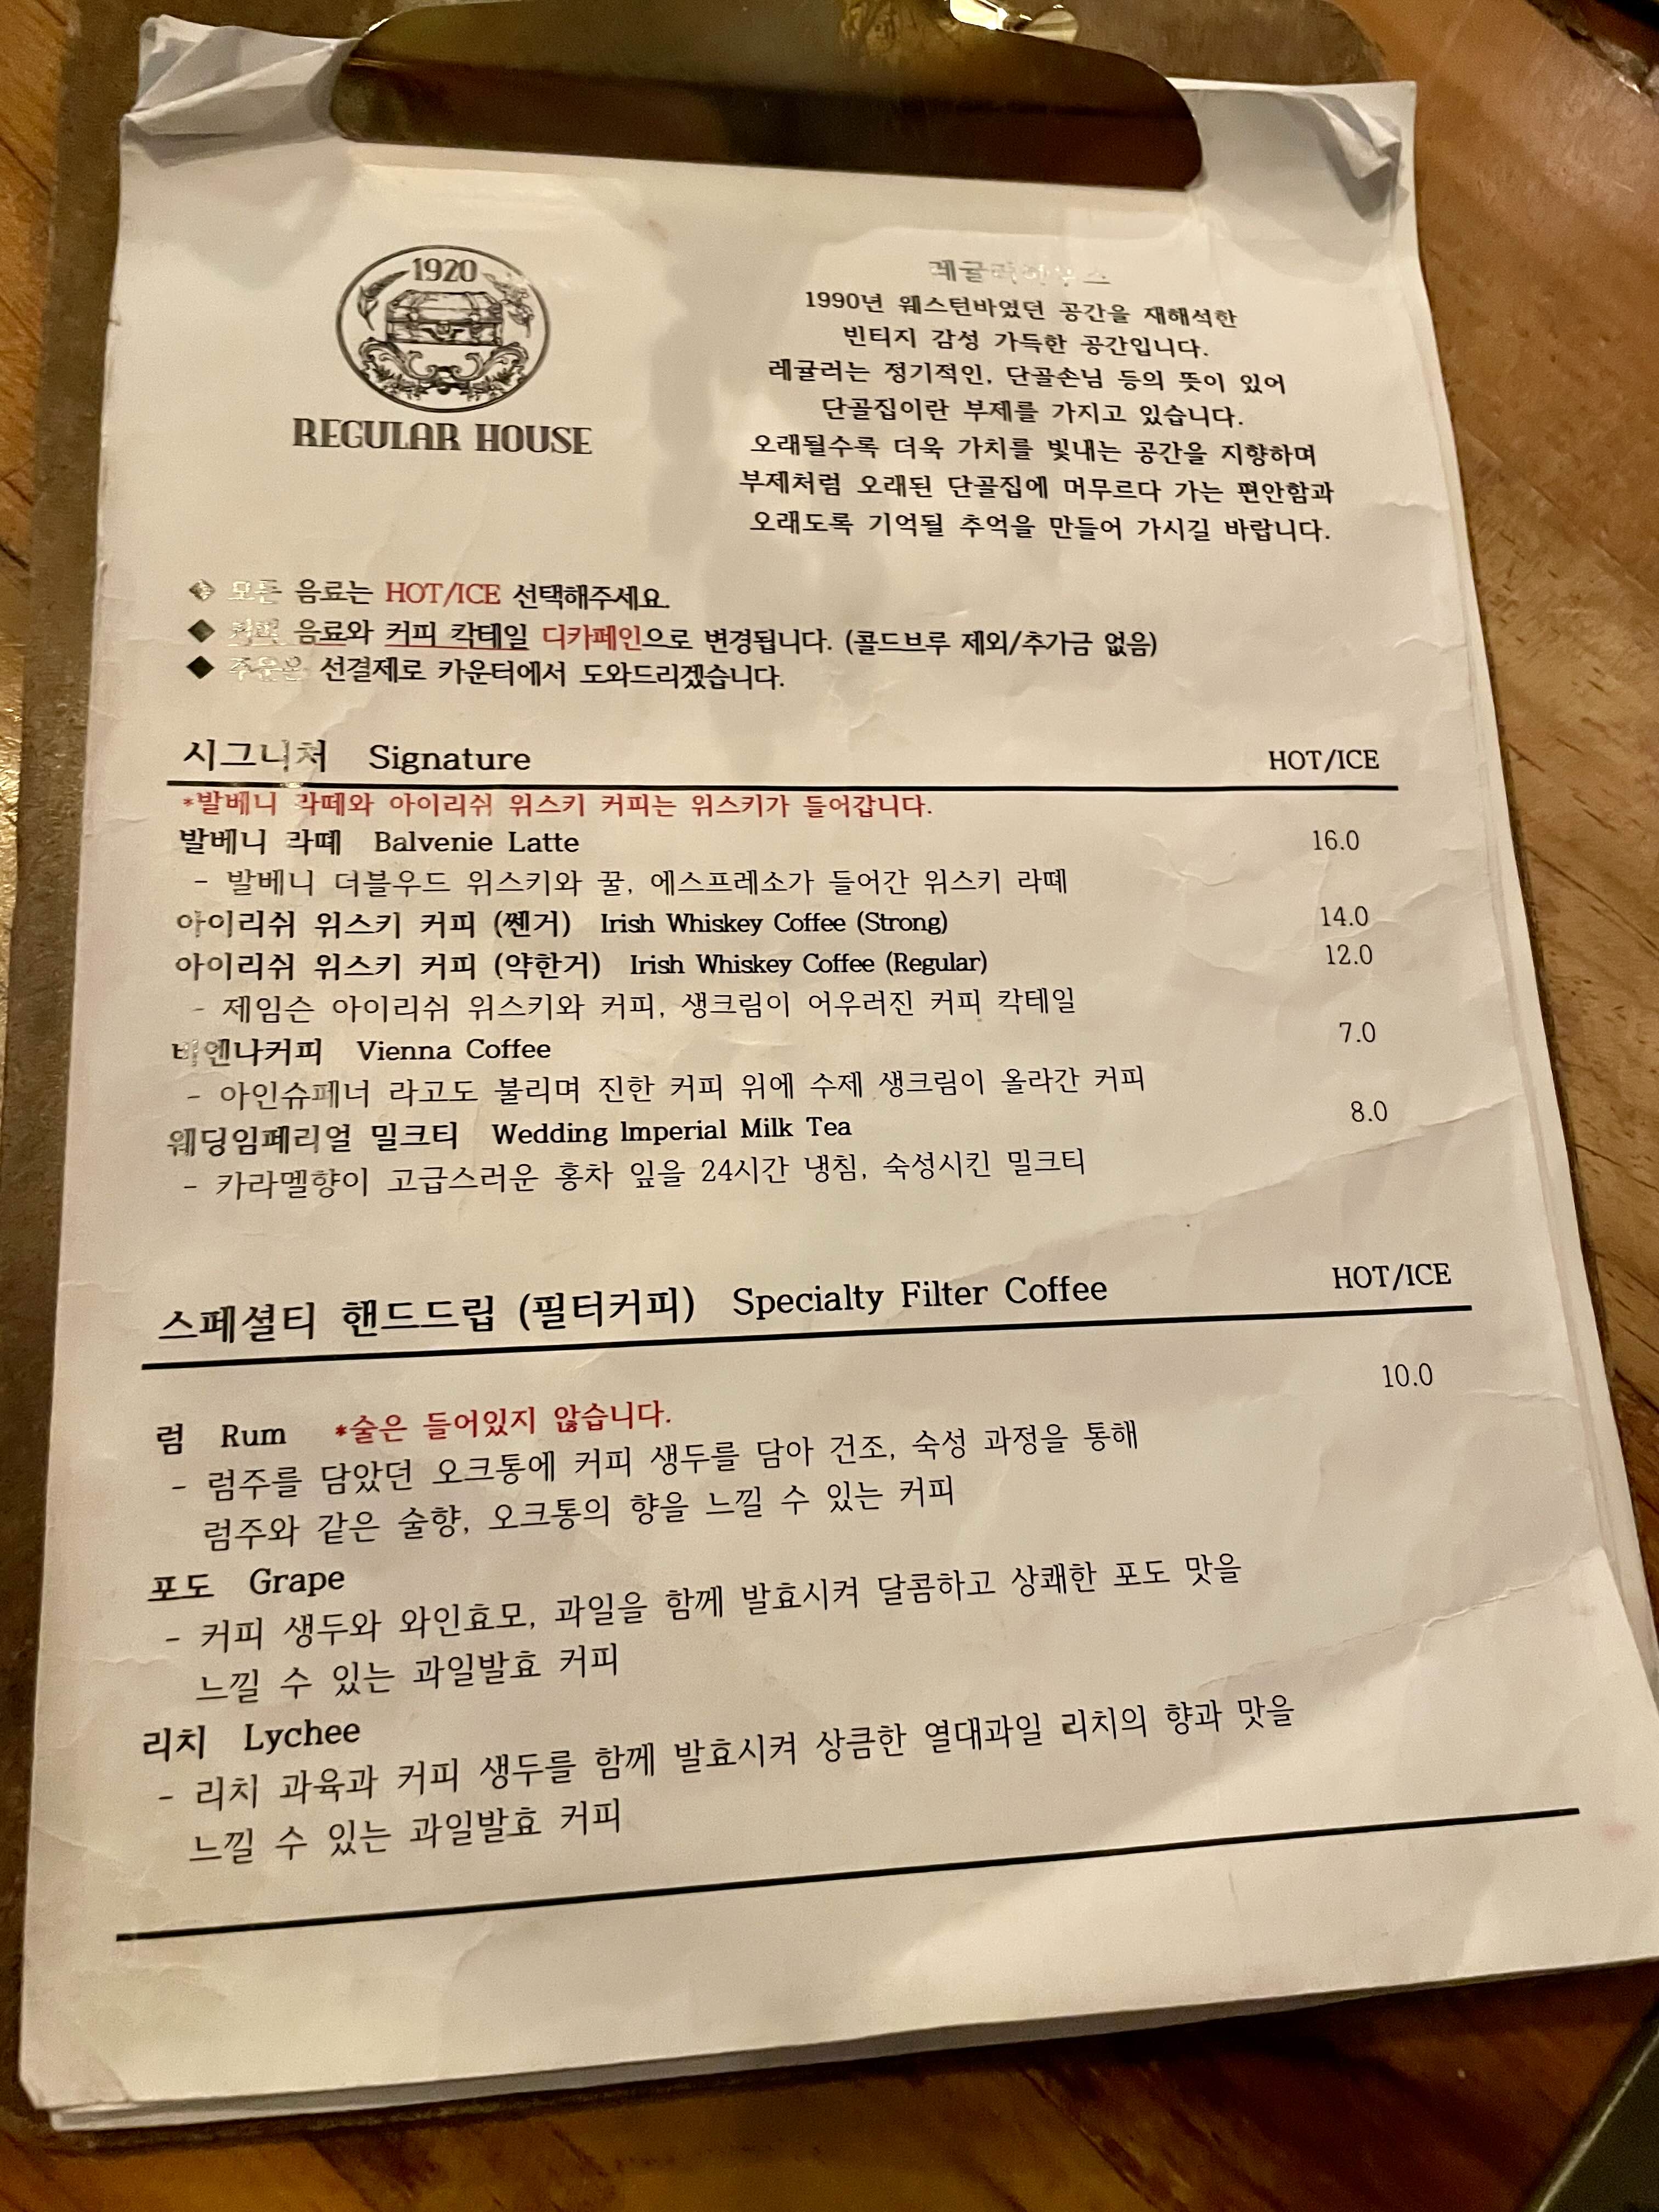 1920
REGULAR HOUSE
레귤러하우스
1990년 웨스턴바였던 공간을 재해석한
빈티지 감성 가득한 공간입니다.
레귤러는 정기적인, 단골손님 등의 뜻이 있어
단골집이란 부제를 가지고 있습니다.
오래될수록 더욱 가치를 빛내는 공간을 지향하며
부제처럼 오래된 단골집에 머무르다 가는 편안함과
오래도록 기억될 추억을 만들어 가시길 바랍니다.
◆ 모든 음료는 HOT/ICE 선택해주세요.
◆ 커피 음료와 커피 칵테일 디카페인으로 변경됩니다. (콜드브루 제외/추가금 없음)
◆ 주문은 선결제로 카운터에서 도와드리겠습니다.
시그니처 Signature HOT/ICE
*발베니 라떼와 아이리쉬 위스키 커피는 위스키가 들어갑니다.
발베니 라떼 Balvenie Latte 16.0
- 발베니 더블우드 위스키와 꿀, 에스프레소가 들어간 위스키 라떼
아이리쉬 위스키 커피 (쎈거) Irish Whiskey Coffee (Strong) 14.0
아이리쉬 위스키 커피 (약한거) Irish Whiskey Coffee (Regular) 12.0
- 제임슨 아이리쉬 위스키와 커피, 생크림이 어우러진 커피 칵테일
비엔나커피 Vienna Coffee 7.0
- 아인슈페너 라고도 불리며 진한 커피 위에 수제 생크림이 올라간 커피
웨딩임페리얼 밀크티 Wedding Imperial Milk Tea 8.0
- 카라멜향이 고급스러운 홍차 잎을 24시간 냉침, 숙성시킨 밀크티
스페셜티 핸드드립 (필터커피) Specialty Filter Coffee HOT/ICE
10.0
럼 Rum *술은 들어있지 않습니다.
- 럼주를 담았던 오크통에 커피 생두를 담아 건조, 숙성 과정을 통해
럼주와 같은 술향, 오크통의 향을 느낄 수 있는 커피
포도 Grape
- 커피 생두와 와인효모, 과일을 함께 발효시켜 달콤하고 상쾌한 포도 맛을
느낄 수 있는 과일발효 커피
리치 Lychee
- 리치 과육과 커피 생두를 함께 발효시켜 상큼한 열대과일 리치의 향과 맛을
느낄 수 있는 과일발효 커피